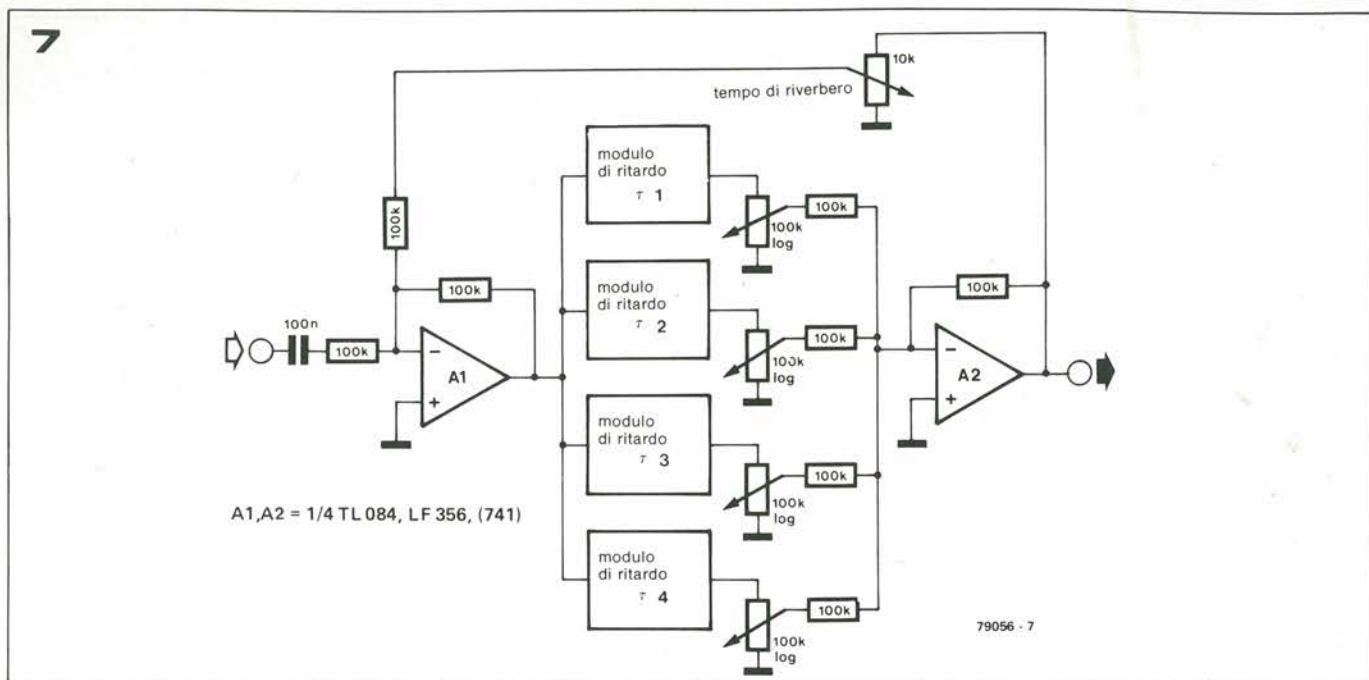 7
10k
tempo di riverbero
modulo
di ritardo
τ 1
100k
100k
100k
log
100k
100k
modulo
di ritardo
τ 2
100k
100n
100k
A1
−
+
100k
log
A2
−
+
modulo
di ritardo
τ 3
100k
100k
log
A1,A2 = 1/4 TL 084, LF 356, (741)
modulo
di ritardo
τ 4
100k
100k
log
79056 - 7